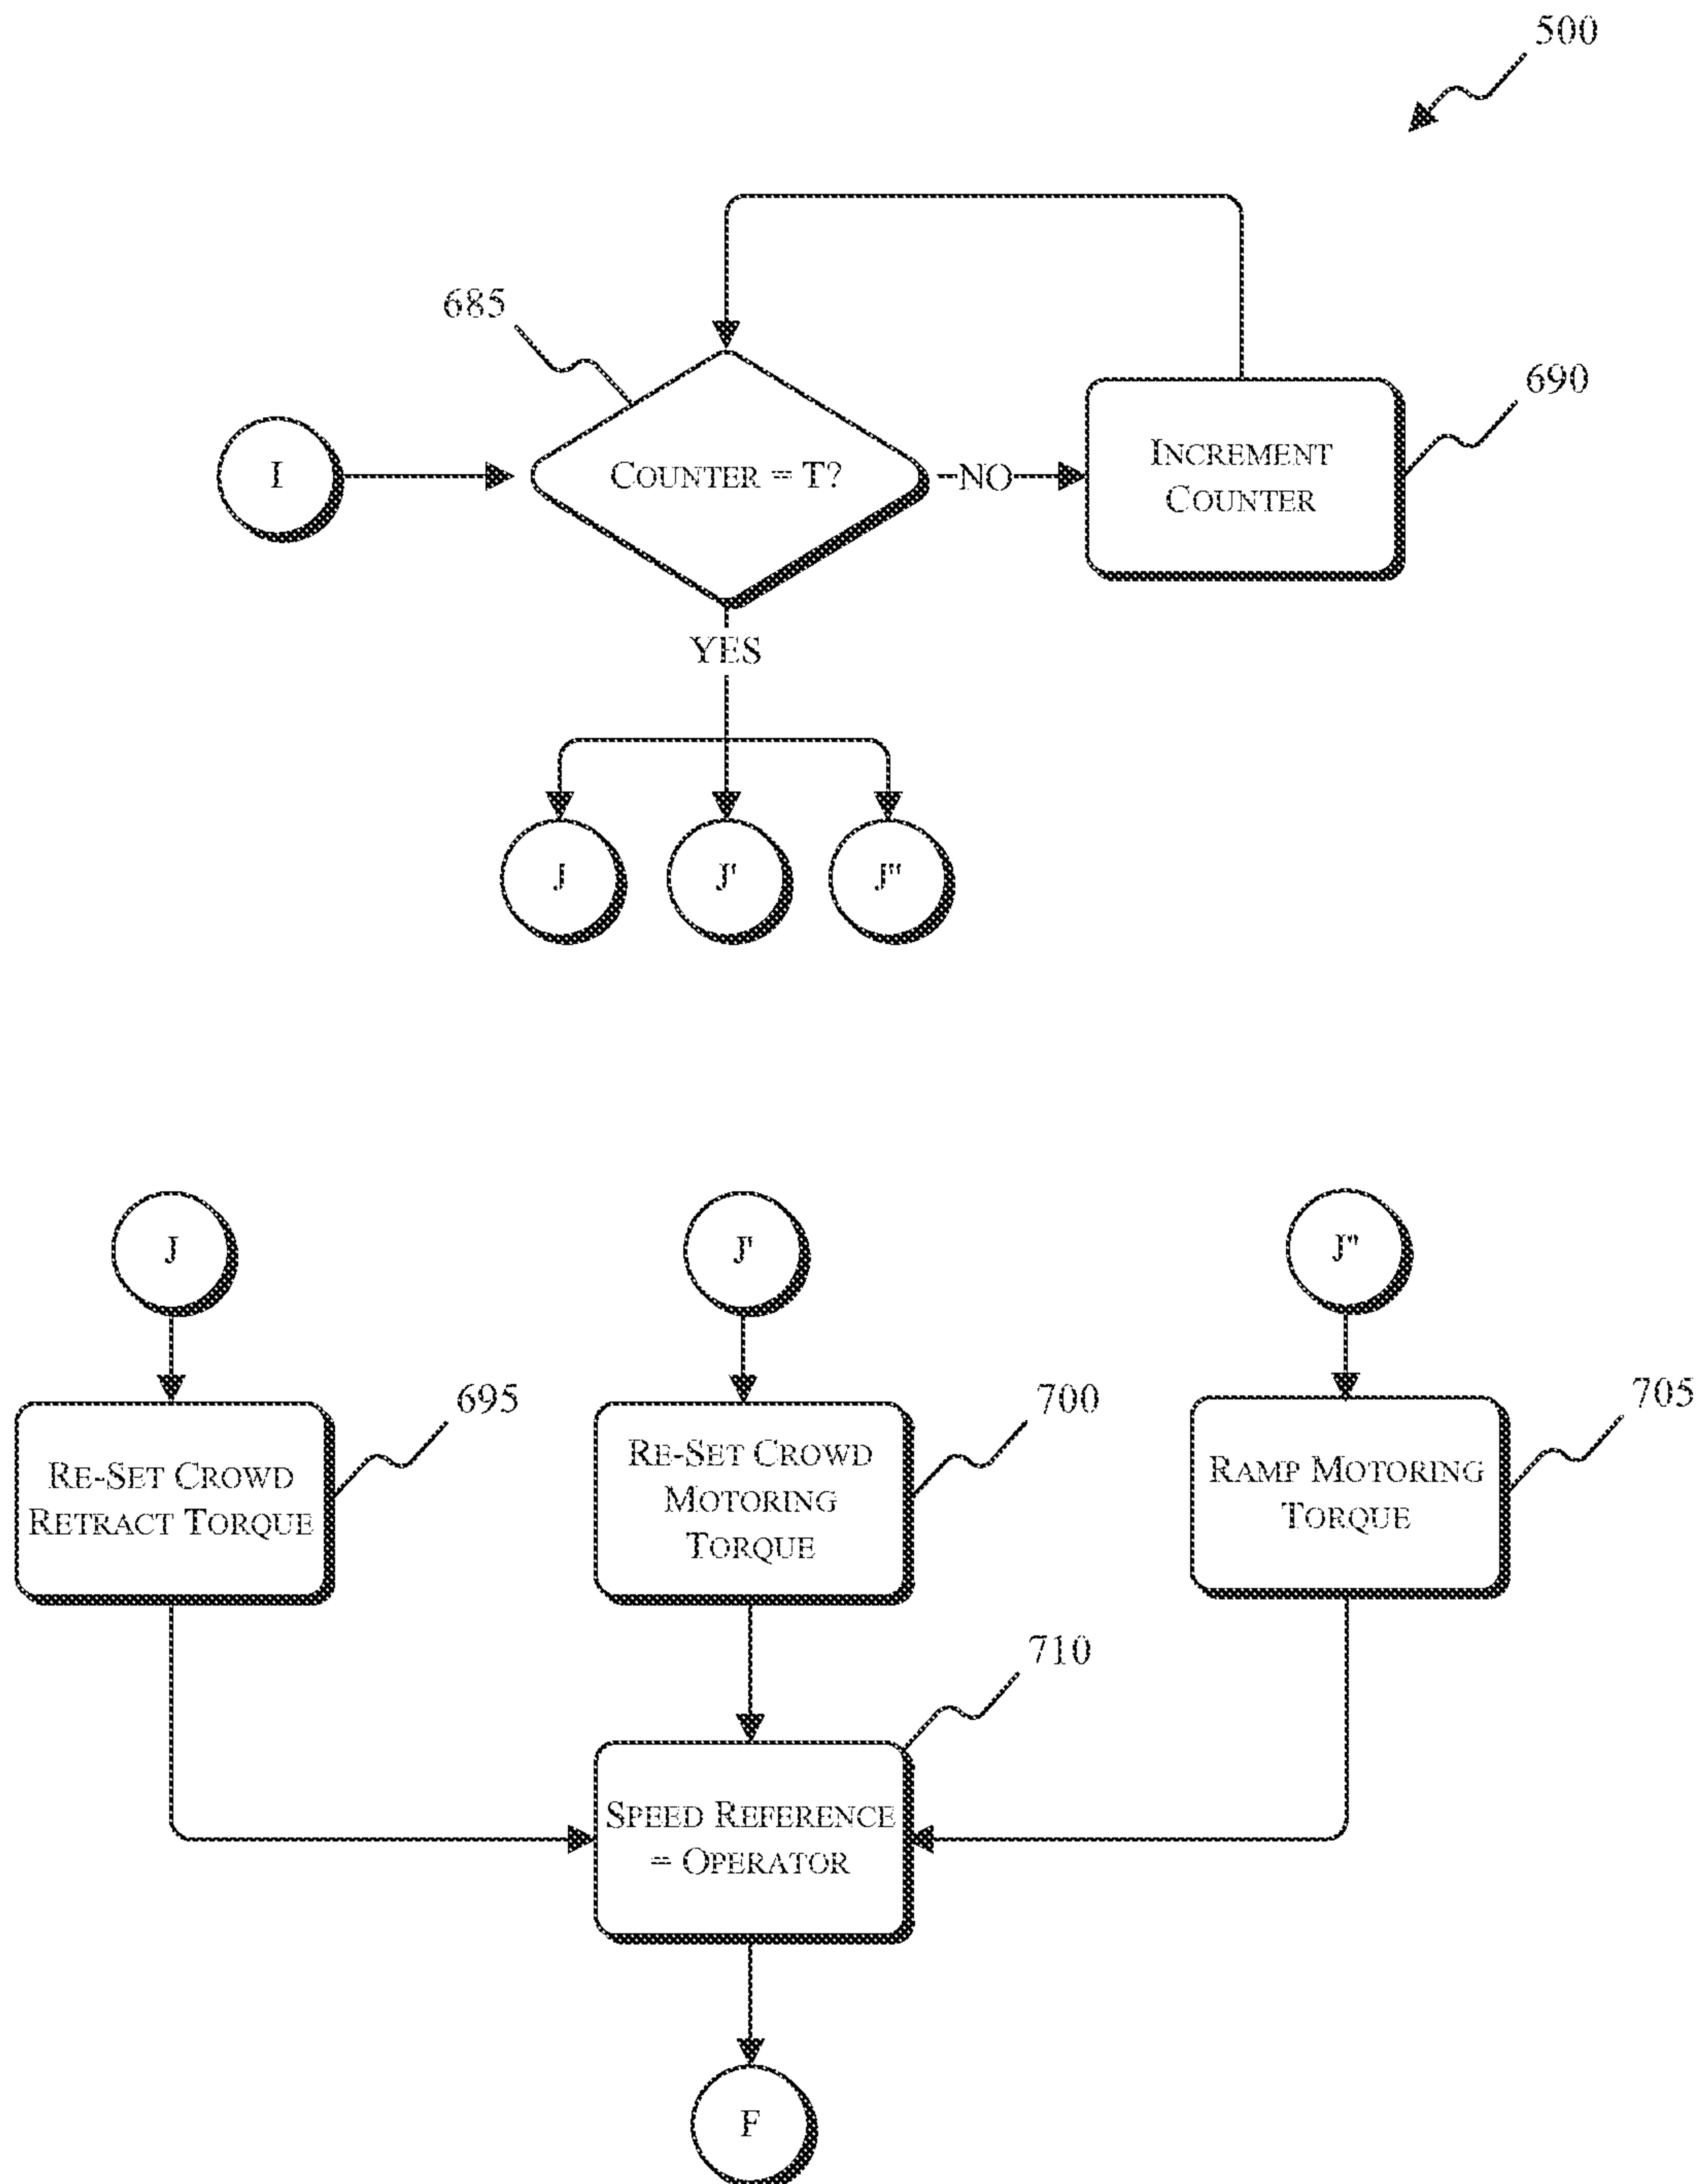 500
685
690
I
COUNTER = T?
NO
INCREMENT
COUNTER
YES
J
J'
J"
J
J'
J"
695
700
705
RE-SET CROWD
RETRACT TORQUE
RE-SET CROWD
MOTORING
TORQUE
RAMP MOTORING
TORQUE
710
SPEED REFERENCE
= OPERATOR
F